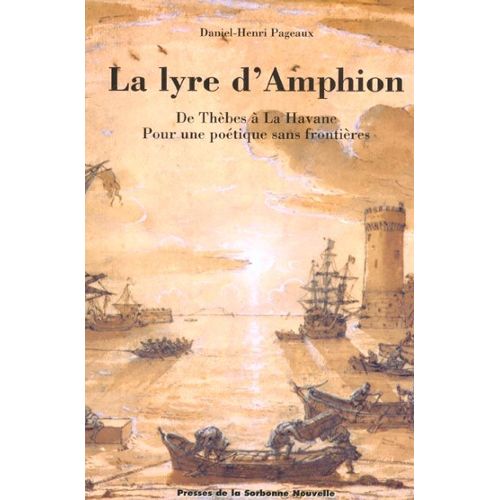 Daniel-Henri Pageaux
La lyre d'Amphion
De Thèbes à La Havane
Pour une poétique sans frontières
Presses de la Sorbonne Nouvelle